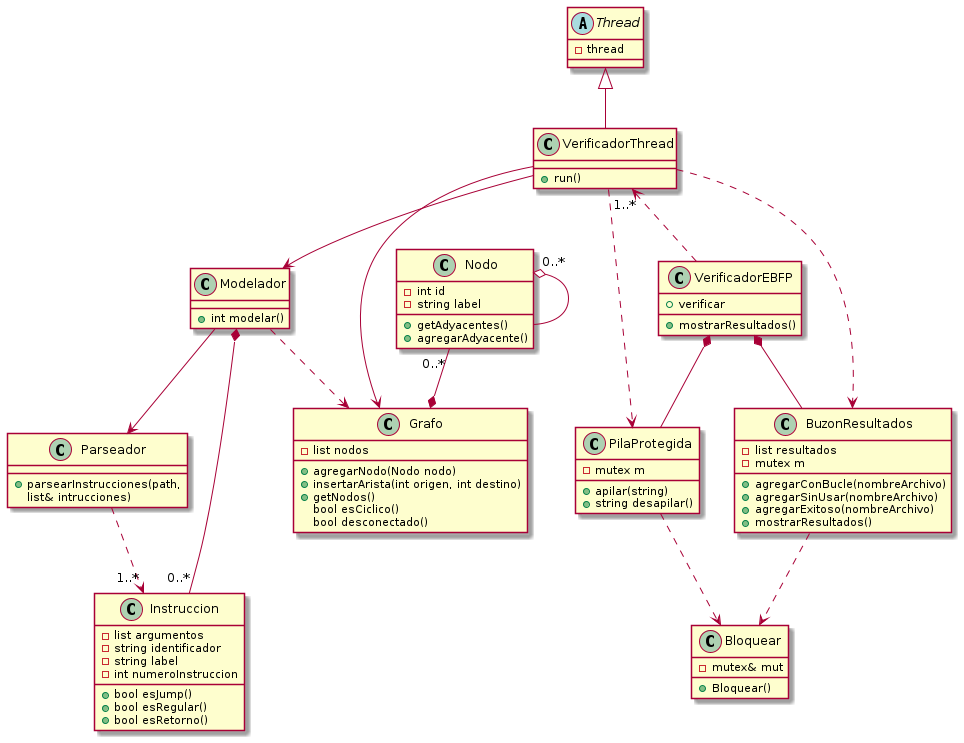 A Thread
thread
C VerificadorThread
run()
1..*
C Nodo
int id
string label
getAdyacentes()
agregarAdyacente()
0..*
0..*
C VerificadorEBFP
verificar
mostrarResultados()
C Modelador
int modelar()
C Grafo
list nodos
agregarNodo(Nodo nodo)
insertarArista(int origen, int destino)
getNodos()
bool esCiclico()
bool desconectado()
C PilaProtegida
mutex m
apilar(string)
string desapilar()
C BuzonResultados
list resultados
mutex m
agregarConBucle(nombreArchivo)
agregarSinUsar(nombreArchivo)
agregarExitoso(nombreArchivo)
mostrarResultados()
C Parseador
parsearInstrucciones(path,
list& intrucciones)
1..*
0..*
C Instruccion
list argumentos
string identificador
string label
int numeroInstruccion
bool esJump()
bool esRegular()
bool esRetorno()
C Bloquear
mutex& mut
Bloquear()